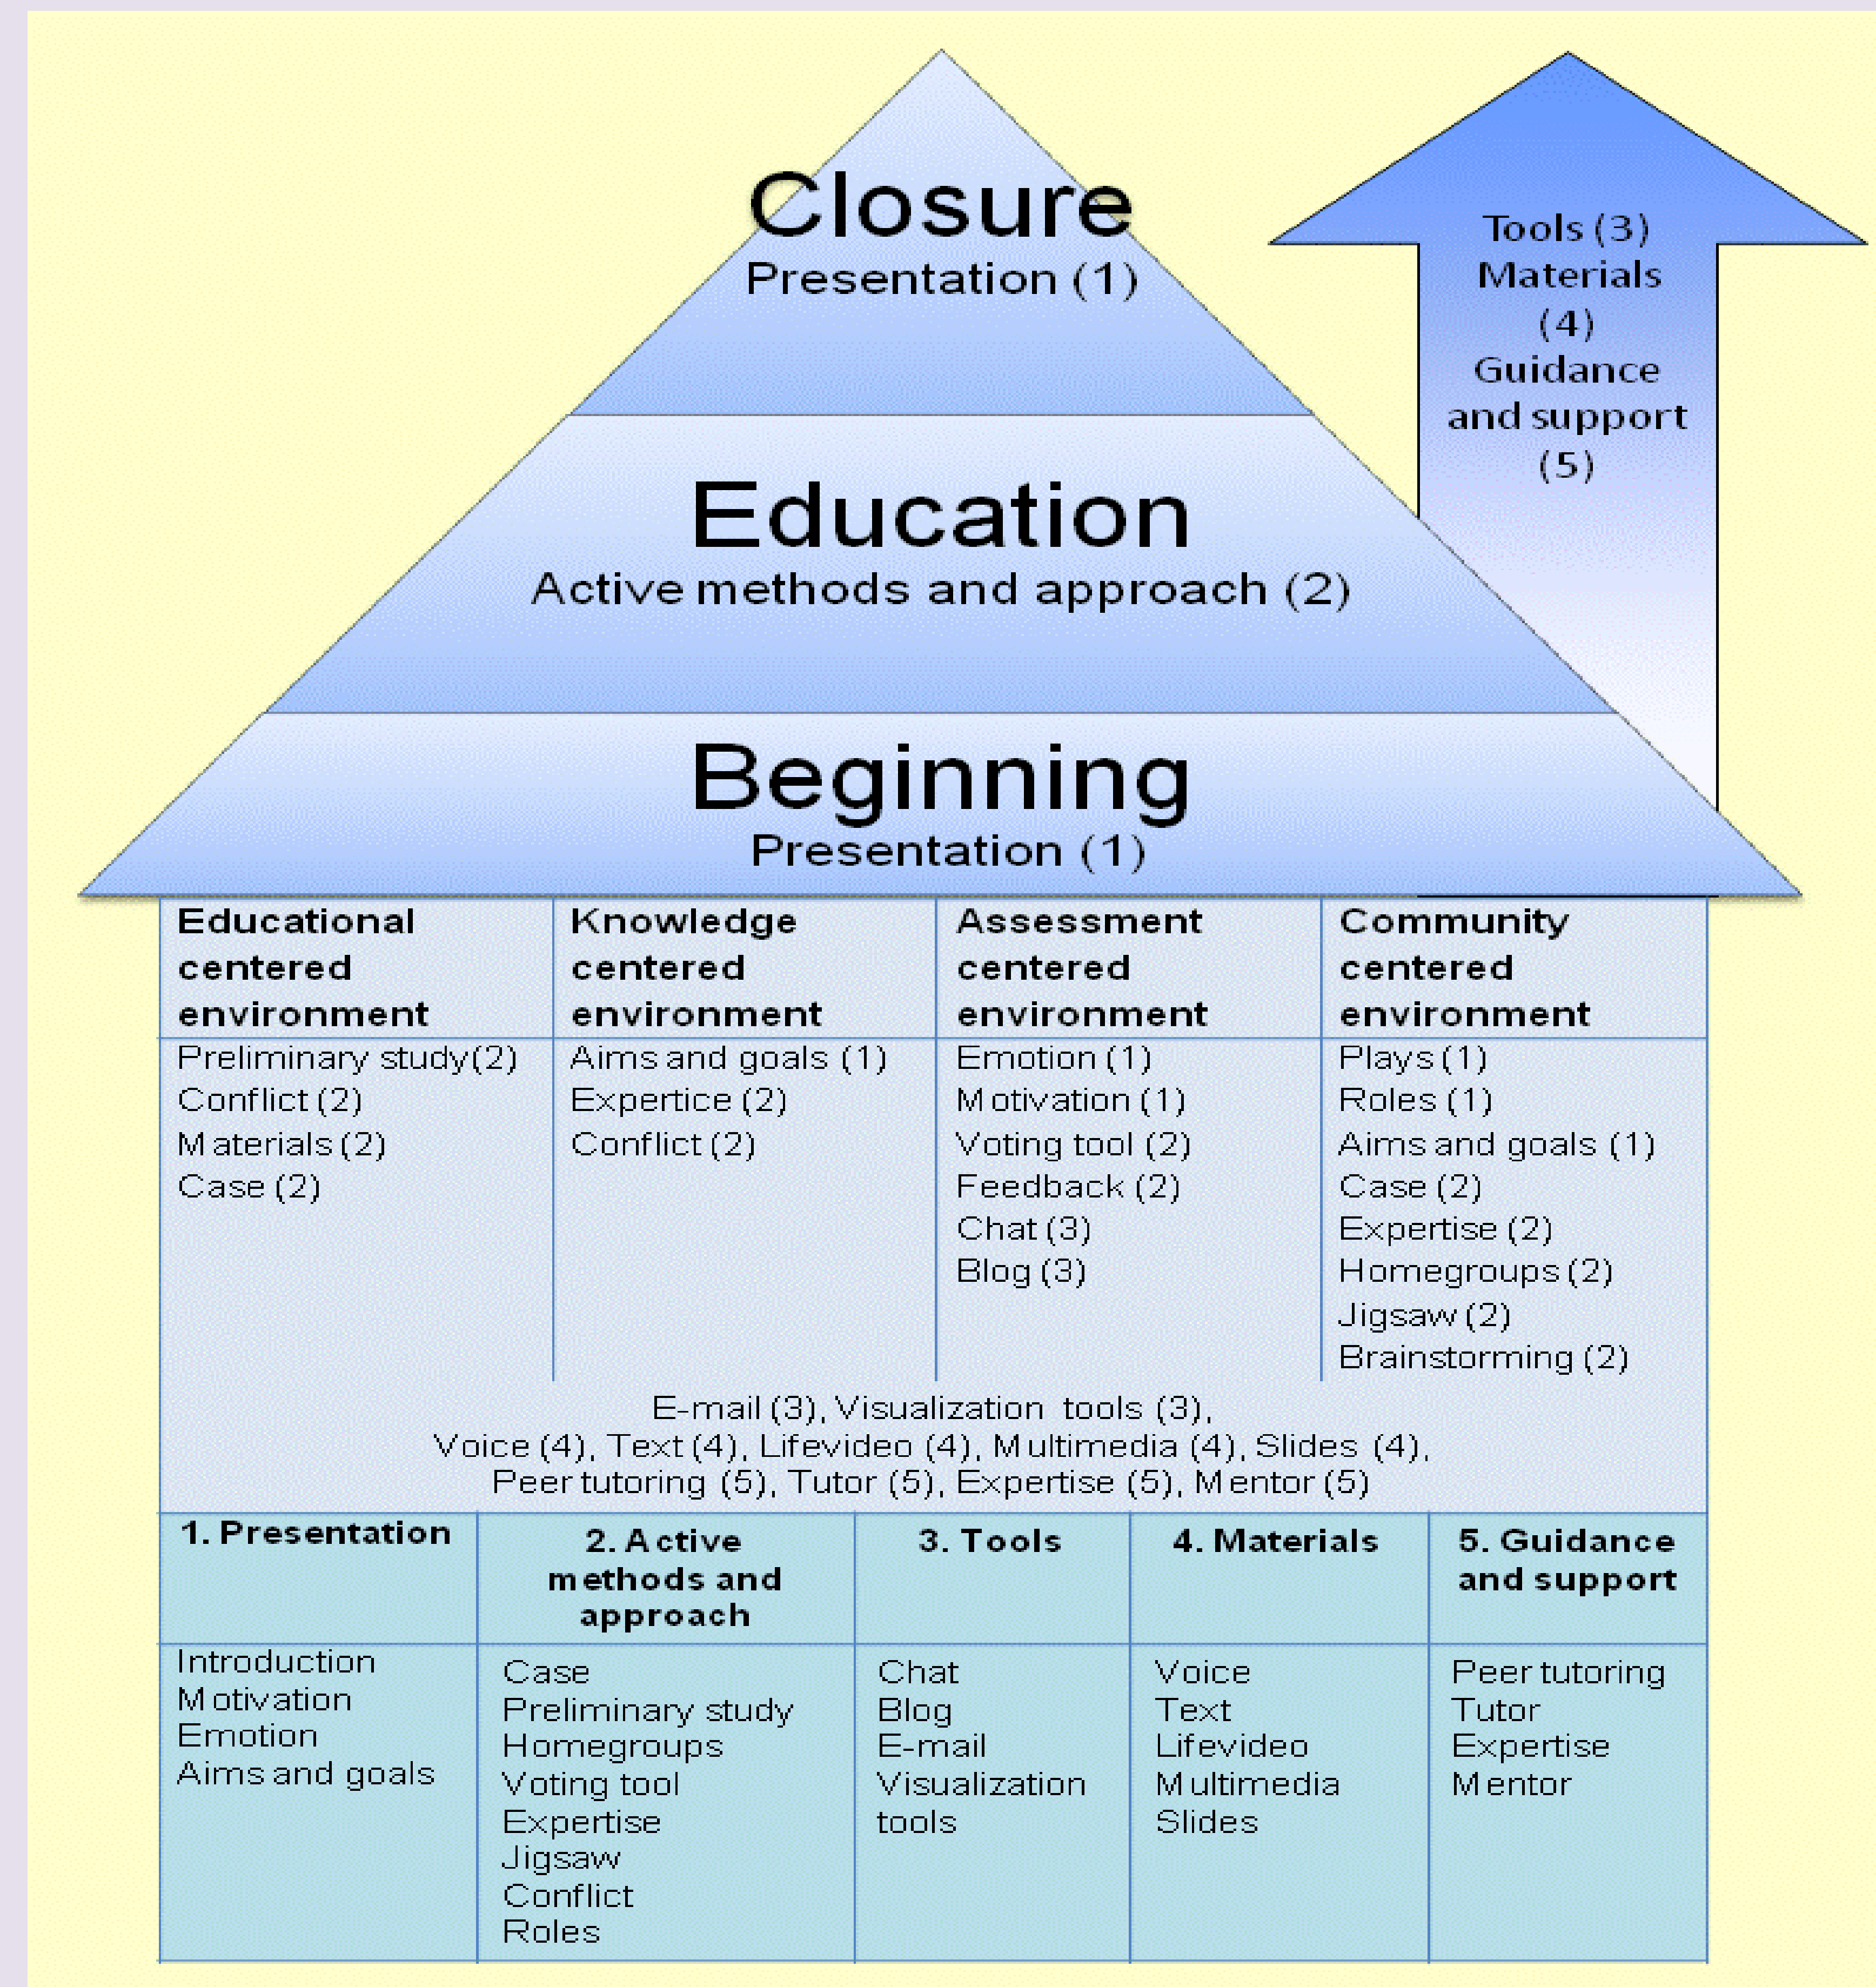 Closure
Presentation (1)
Tools (3)
Materials
(4)
Guidance
and support
(5)
Education
Active methods and approach (2)
Beginning
Presentation (1)
Educational
centered
environment
Knowledge
centered
environment
Assessment
centered
environment
Community
centered
environment
Preliminary study(2)
Conflict (2)
Materials (2)
Case (2)
Aims and goals (1)
Expertice (2)
Conflict (2)
Emotion (1)
Motivation (1)
Voting tool (2)
Feedback (2)
Chat (3)
Blog (3)
Plays (1)
Roles (1)
Aims and goals (1)
Case (2)
Expertise (2)
Homegroups (2)
Jigsaw (2)
Brainstorming (2)
E-mail (3), Visualization tools (3),
Voice (4), Text (4), Lifevideo (4), Multimedia (4), Slides (4),
Peer tutoring (5), Tutor (5), Expertise (5), Mentor (5)
1. Presentation
2. Active
methods and
approach
3. Tools
4. Materials
5. Guidance
and support
Introduction
Motivation
Emotion
Aims and goals
Case
Preliminary study
Homegroups
Voting tool
Expertise
Jigsaw
Conflict
Roles
Chat
Blog
E-mail
Visualization
tools
Voice
Text
Lifevideo
Multimedia
Slides
Peer tutoring
Tutor
Expertise
Mentor